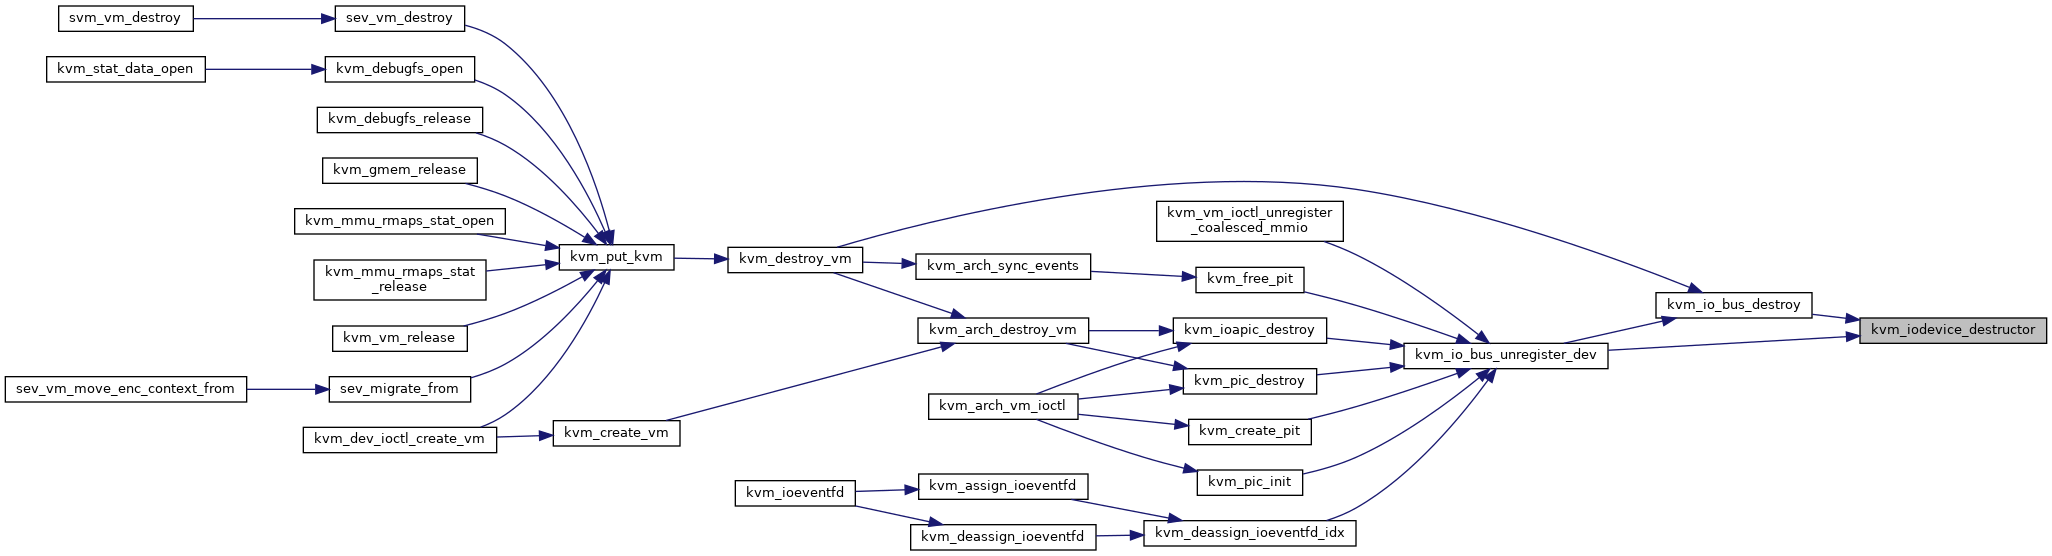 svm_vm_destroy
sev_vm_destroy
kvm_stat_data_open
kvm_debugfs_open
kvm_debugfs_release
kvm_gmem_release
kvm_mmu_rmaps_stat_open
kvm_mmu_rmaps_stat
_release
kvm_vm_release
sev_vm_move_enc_context_from
sev_migrate_from
kvm_dev_ioctl_create_vm
kvm_put_kvm
kvm_create_vm
kvm_destroy_vm
kvm_ioeventfd
kvm_arch_sync_events
kvm_arch_destroy_vm
kvm_arch_vm_ioctl
kvm_assign_ioeventfd
kvm_deassign_ioeventfd
kvm_vm_ioctl_unregister
_coalesced_mmio
kvm_free_pit
kvm_ioapic_destroy
kvm_pic_destroy
kvm_create_pit
kvm_pic_init
kvm_deassign_ioeventfd_idx
kvm_io_bus_unregister_dev
kvm_io_bus_destroy
kvm_iodevice_destructor